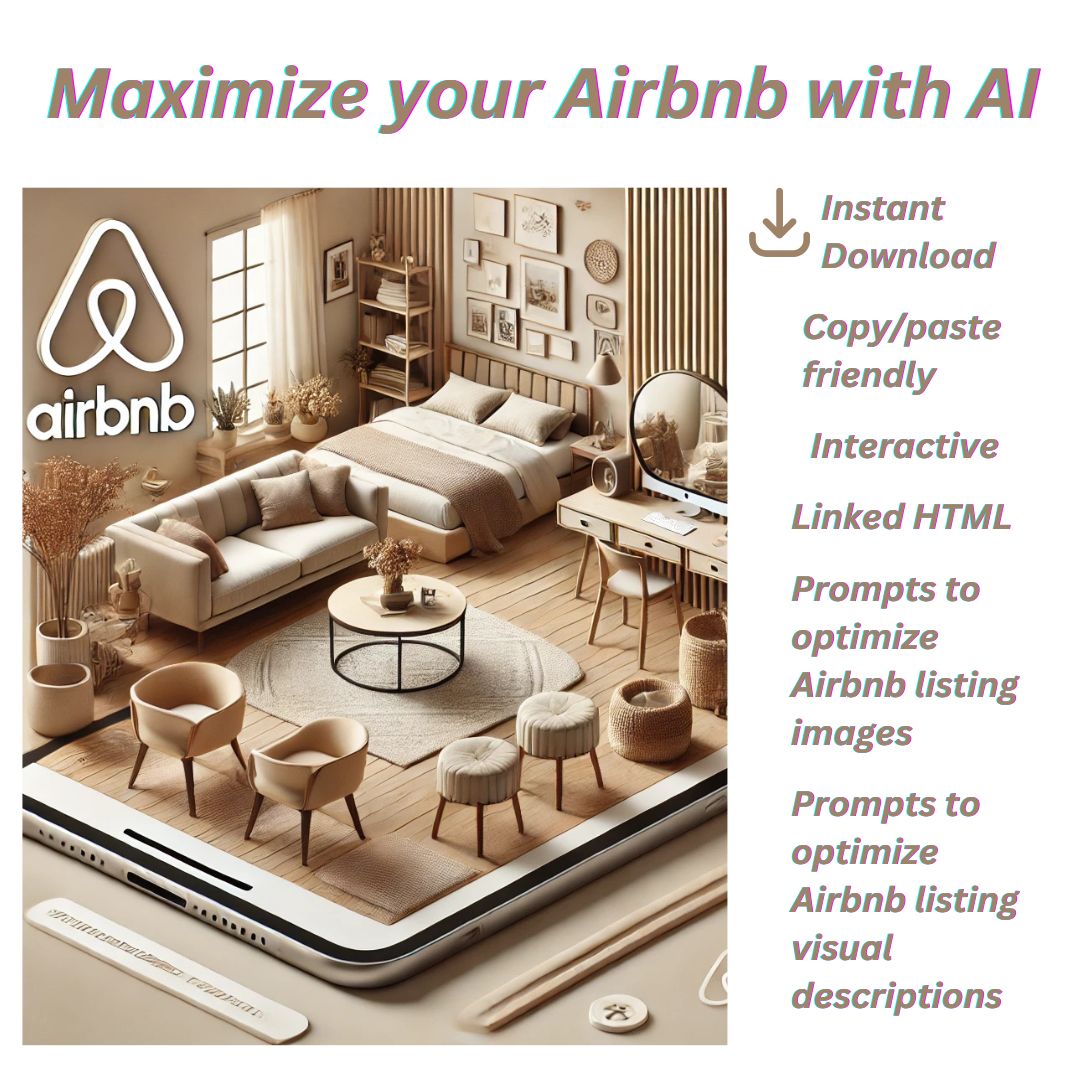 Maximize your Airbnb with AI
airbnb
Instant
Download
Copy/paste
friendly
Interactive
Linked HTML
Prompts to
optimize
Airbnb listing
images
Prompts to
optimize
Airbnb listing
visual
descriptions